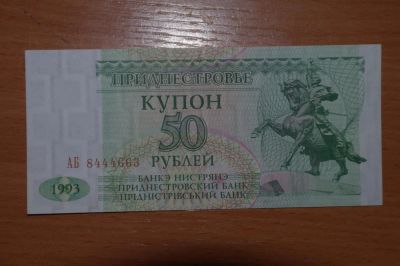 ПРИДНЕСТРОВЬЕ
КУПОН
50
РУБЛЕЙ
АБ 8444663
1993
БАНКЭ НИСТРЯНЭ
ПРИДНЕСТРОВСКИЙ БАНК
ПРИДНІСТРОВСЬКИЙ БАНК